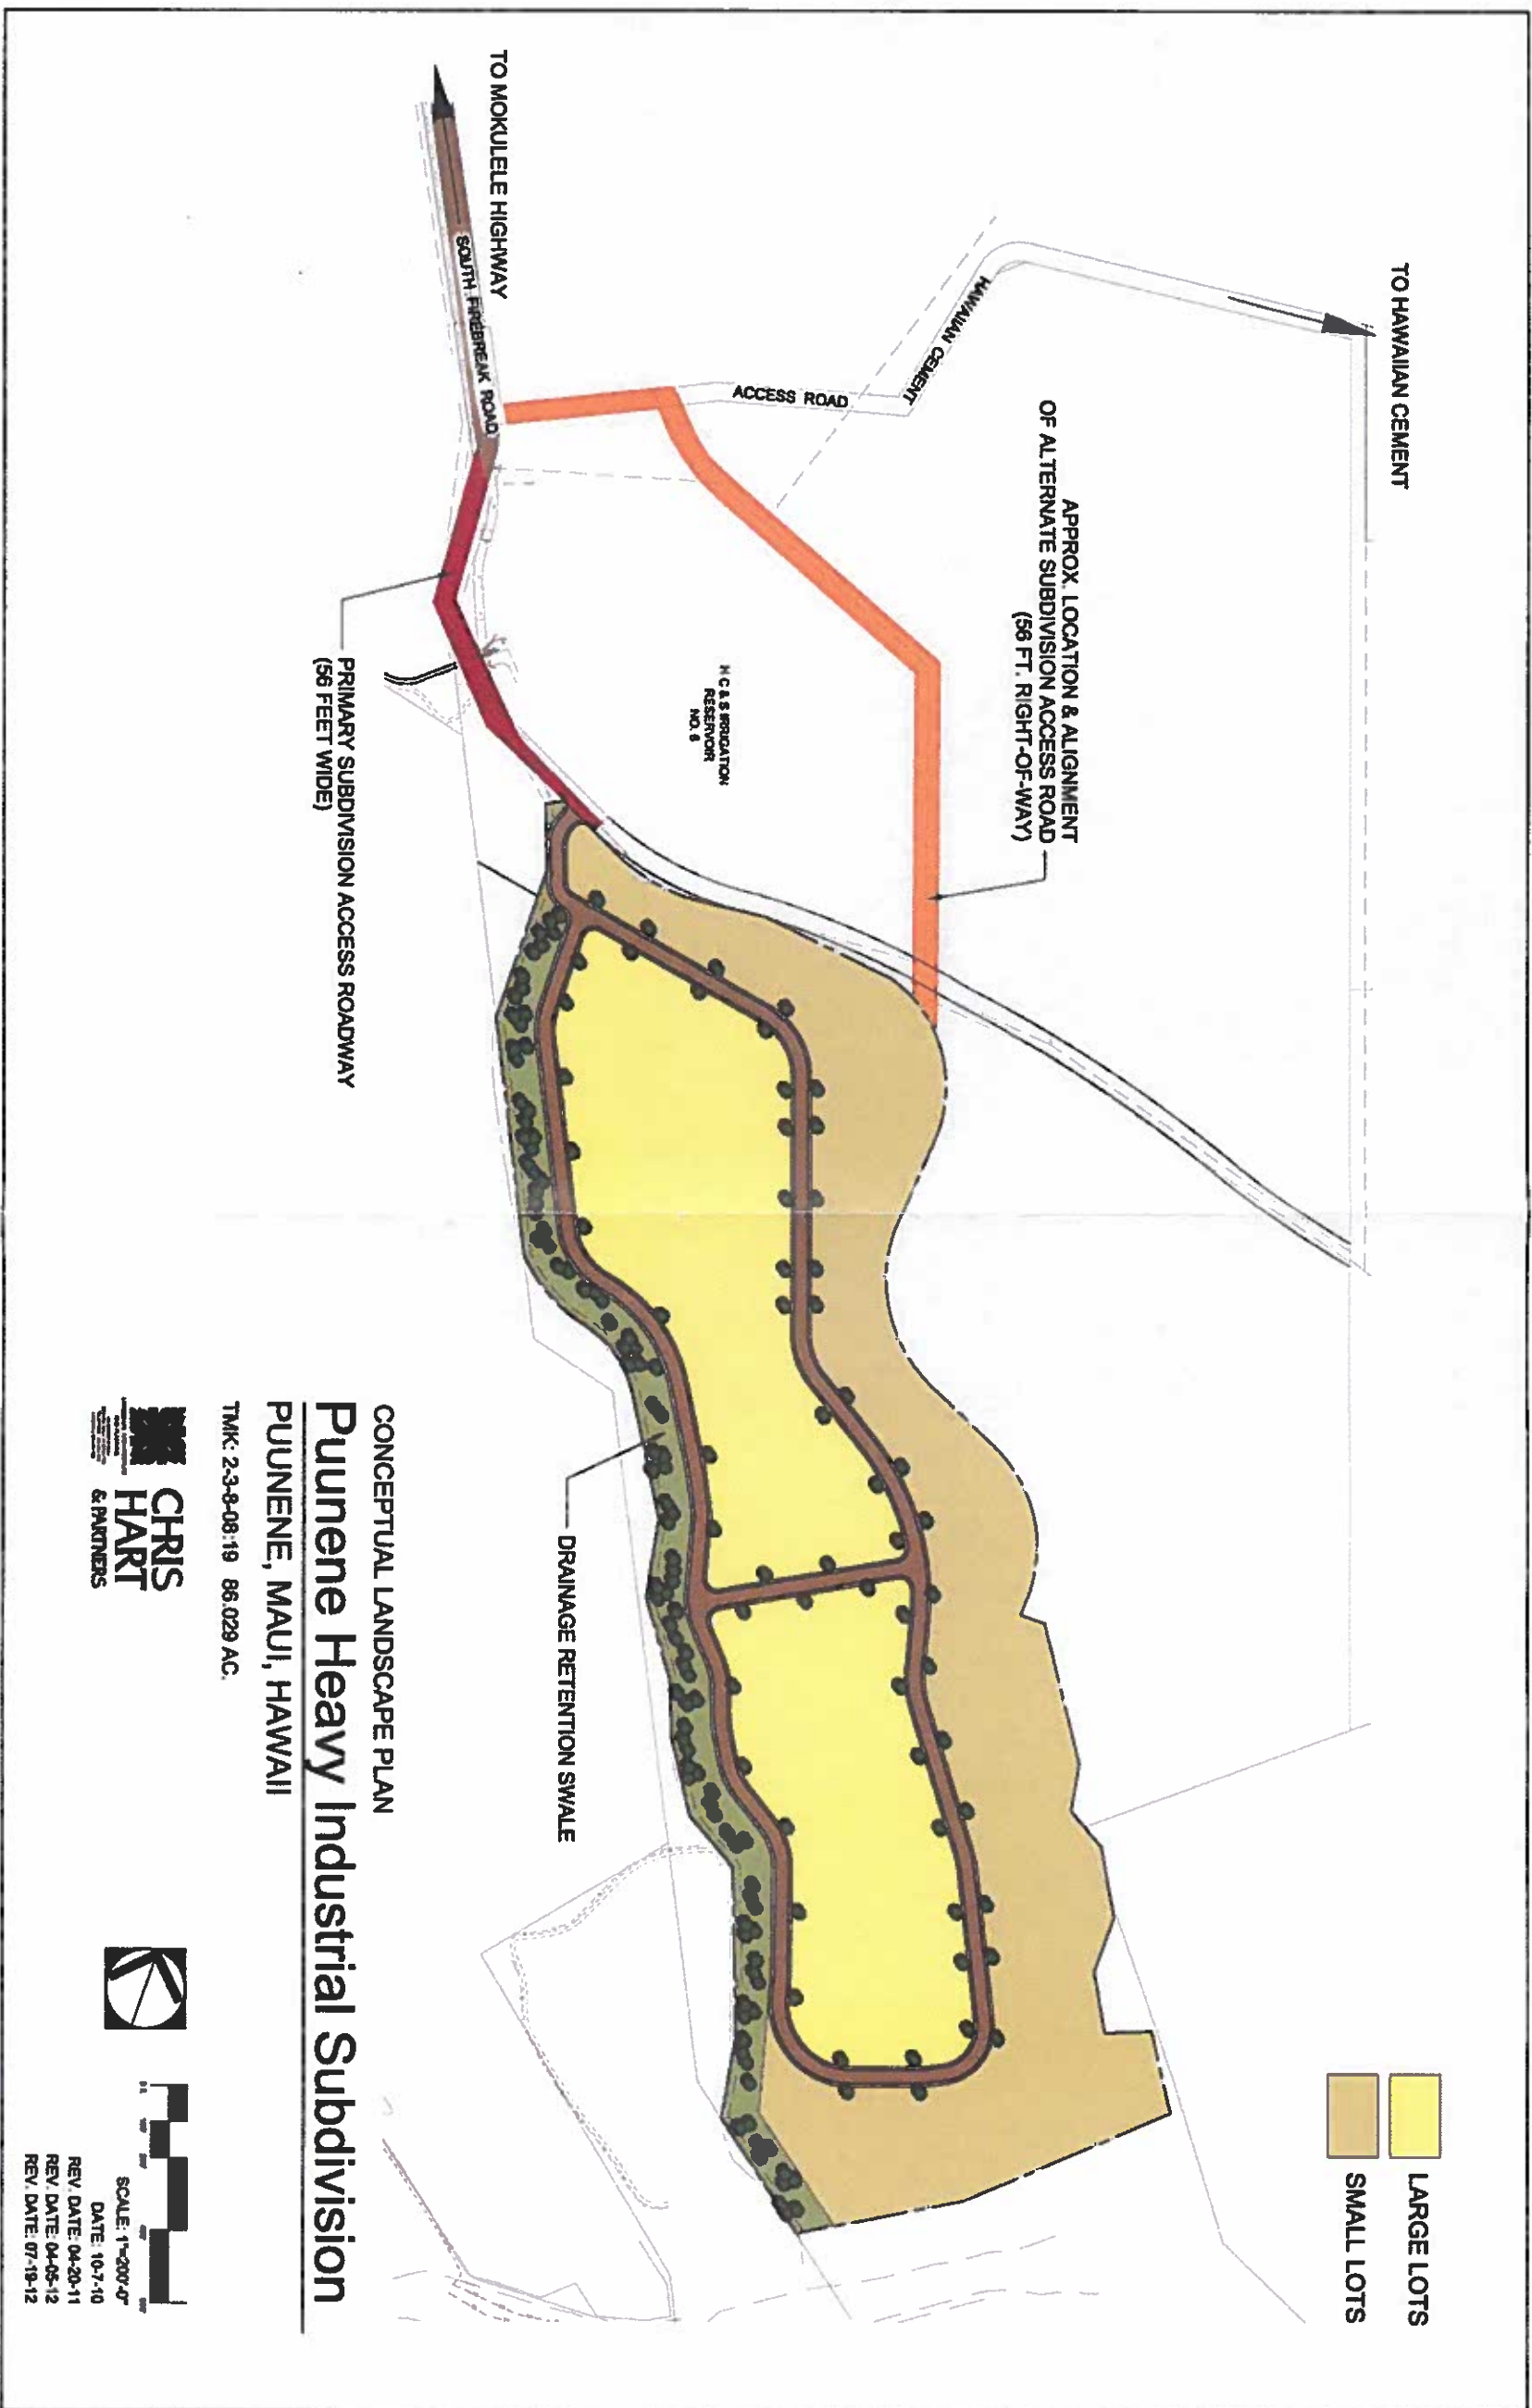 TO HAWAIIAN CEMENT
LARGE LOTS
SMALL LOTS
APPROX. LOCATION & ALIGNMENT
OF ALTERNATE SUBDIVISION ACCESS ROAD
(56 FT. RIGHT-OF-WAY)
HAWAIIAN CEMENT
ACCESS ROAD
H C & S IRRIGATION
RESERVOIR
NO. 6
TO MOKULELE HIGHWAY
SOUTH FIREBREAK ROAD
PRIMARY SUBDIVISION ACCESS ROADWAY
(56 FEET WIDE)
DRAINAGE RETENTION SWALE
CONCEPTUAL LANDSCAPE PLAN
Puunene Heavy Industrial Subdivision
PUUNENE, MAUI, HAWAII
TMK: 2-3-8-08:19 86.029 AC.
CHRIS
HART
& PARTNERS
SCALE: 1"=200'-0"
DATE: 10-7-10
REV. DATE: 04-20-11
REV. DATE: 04-05-12
REV. DATE: 07-19-12